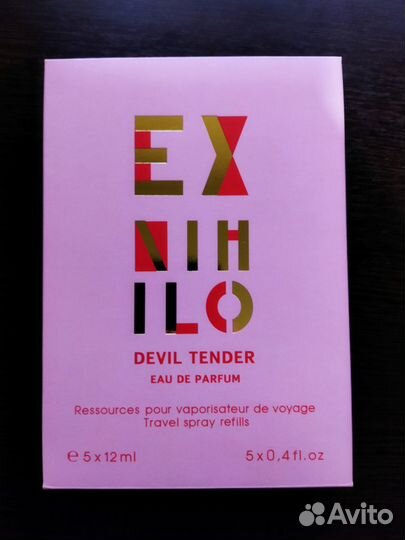 EX
NIH
ILO
DEVIL TENDER
EAU DE PARFUM
Ressources pour vaporisateur de voyage
Travel spray refills
℮ 5 x 12 ml 5 x 0,4 fl.oz
Avito